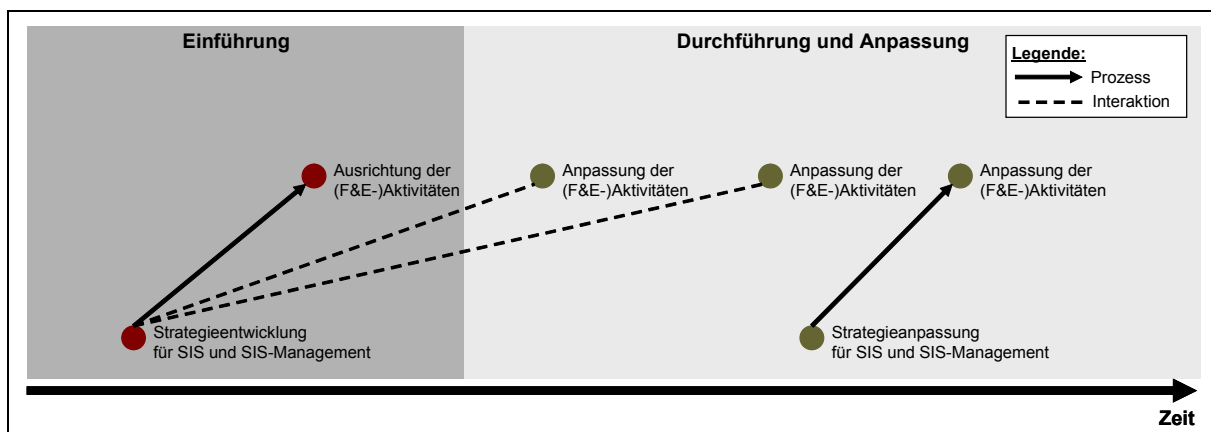 Einführung
Durchführung und Anpassung
Legende:
Prozess
Interaktion
Ausrichtung der
(F&E-)Aktivitäten
Anpassung der
(F&E-)Aktivitäten
Anpassung der
(F&E-)Aktivitäten
Anpassung der
(F&E-)Aktivitäten
Strategieentwicklung
für SIS und SIS-Management
Strategieanpassung
für SIS und SIS-Management
Zeit